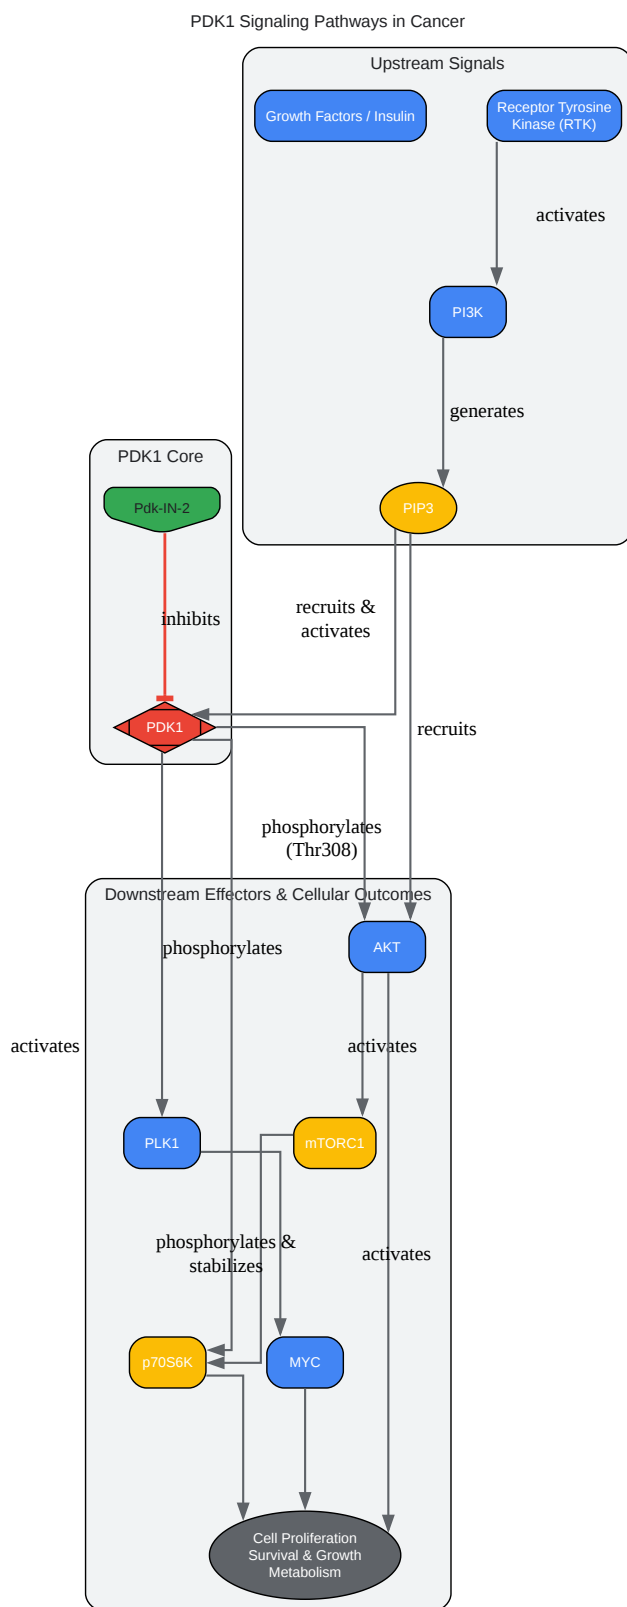 PDK1 Signaling Pathways in Cancer
Upstream Signals
Growth Factors / Insulin
Receptor Tyrosine
Kinase (RTK)
activates
PI3K
generates
PDK1 Core
Pdk-IN-2
PIP3
inhibits
recruits &
activates
PDK1
recruits
phosphorylates
(Thr308)
Downstream Effectors & Cellular Outcomes
AKT
phosphorylates
activates
activates
PLK1
mTORC1
phosphorylates &
stabilizes
activates
p70S6K
MYC
Cell Proliferation
Survival & Growth
Metabolism